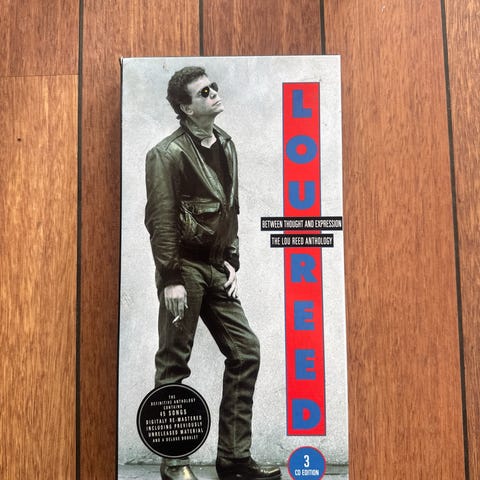 LOU REED
BETWEEN THOUGHT AND EXPRESSION
THE LOU REED ANTHOLOGY
THE
DEFINITIVE ANTHOLOGY
CONTAINS
45 SONGS
DIGITALY RE-MASTERED
INCLUDING PREVIOUSLY
UNRELEASED MATERIAL
AND A DELUXE BOOKLET
3
CD EDITION